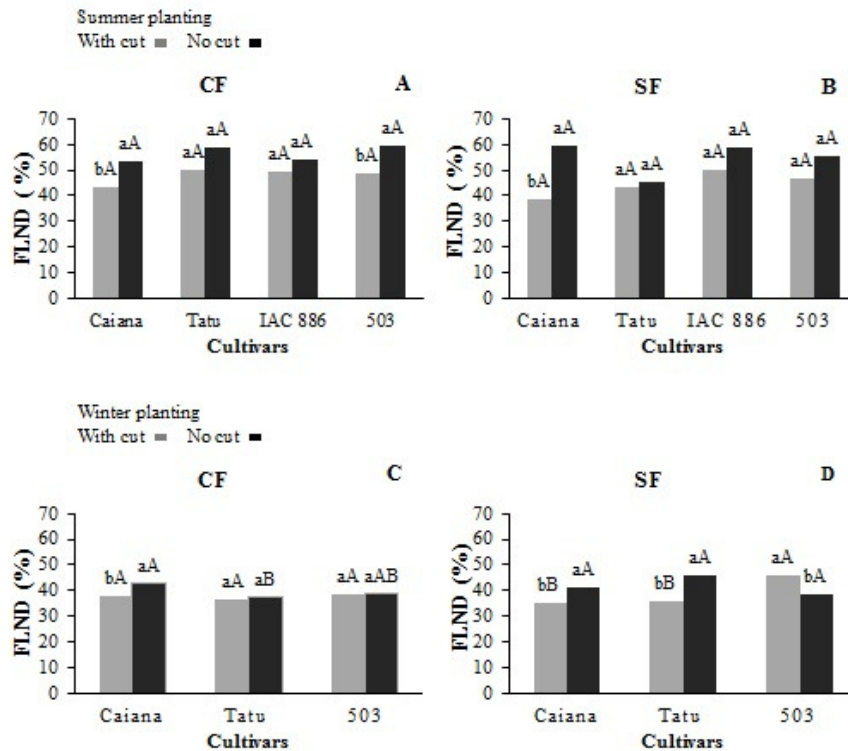 Summer planting
With cut No cut
CF A
FLND ( %)
70
60
50
40
30
20
10
0
bA aA aA aA aA aA bA aA
Caiana Tatu IAC 886 503
Cultivars
SF B
FLND ( %)
70
60
50
40
30
20
10
0
bA aA aA aA aA aA aA aA
Caiana Tatu IAC 886 503
Cultivars
Winter planting
With cut No cut
CF C
FLND (%)
70
60
50
40
30
20
10
0
bA aA aA aB aA aAB
Caiana Tatu 503
Cultivars
SF D
FLND (%)
70
60
50
40
30
20
10
0
bB aA bB aA aA bA
Caiana Tatu 503
Cultivars